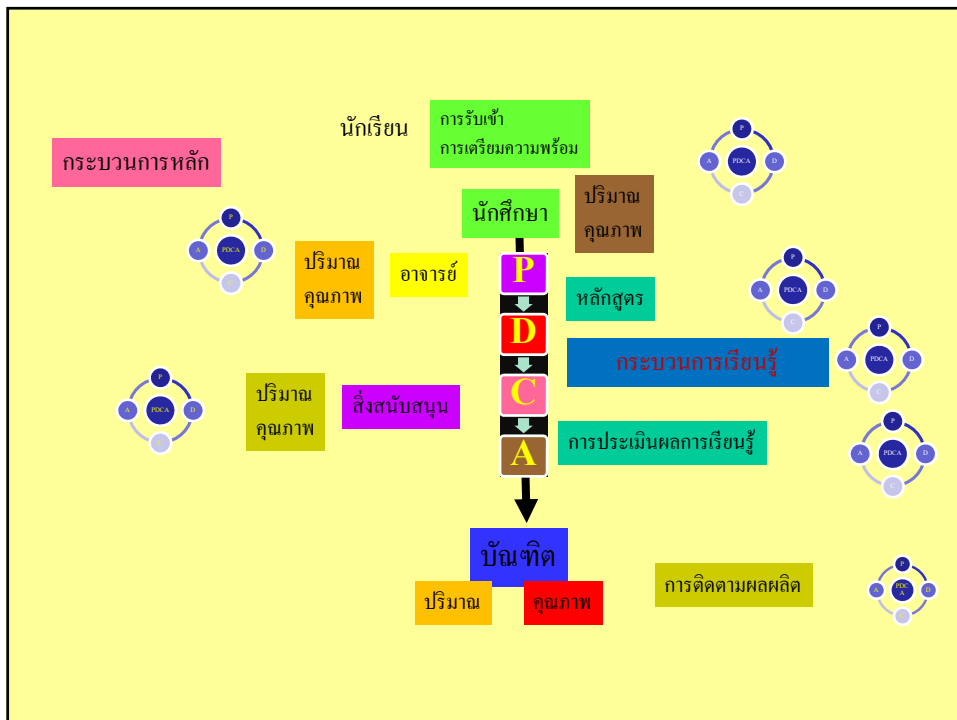 นักเรียน
การรับเข้า
การเตรียมความพร้อม
กระบวนการหลัก
P
A
PDCA
D
C
นักศึกษา
ปริมาณ
คุณภาพ
P
A
PDCA
D
ปริมาณ
คุณภาพ
อาจารย์
P
หลักสูตร
P
A
PDCA
D
C
D
กระบวนการเรียนรู้
P
A
PDCA
D
C
ปริมาณ
คุณภาพ
สิ่งสนับสนุน
P
A
PDCA
D
C
A
การประเมินผลการเรียนรู้
P
A
PDCA
D
C
บัณฑิต
ปริมาณ
คุณภาพ
การติดตามผลผลิต
P
A
PDC
A
D